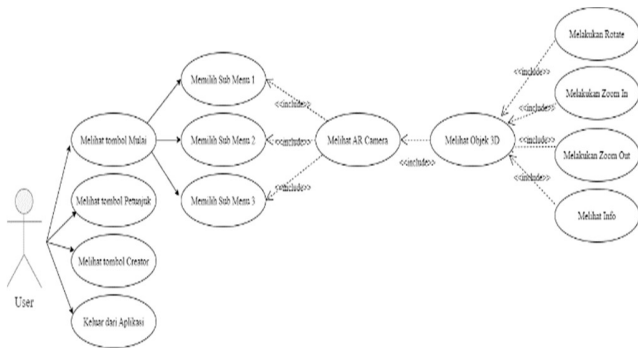 Melakukan Rotate
<<include>>
Memilih Sub Menu 1
Melakukan Zoom In
<<include>>
<<include>>
Melihat tombol Mulai
Memilih Sub Menu 2
<<include>>
Melihat AR Camera
Melihat Objek 3D
<<include>>
Melakukan Zoom Out
<<include>>
<<include>>
Melihat tombol Petunjuk
Memilih Sub Menu 3
<<include>>
Melihat Info
Melihat tombol Creator
User
Keluar dari Aplikasi